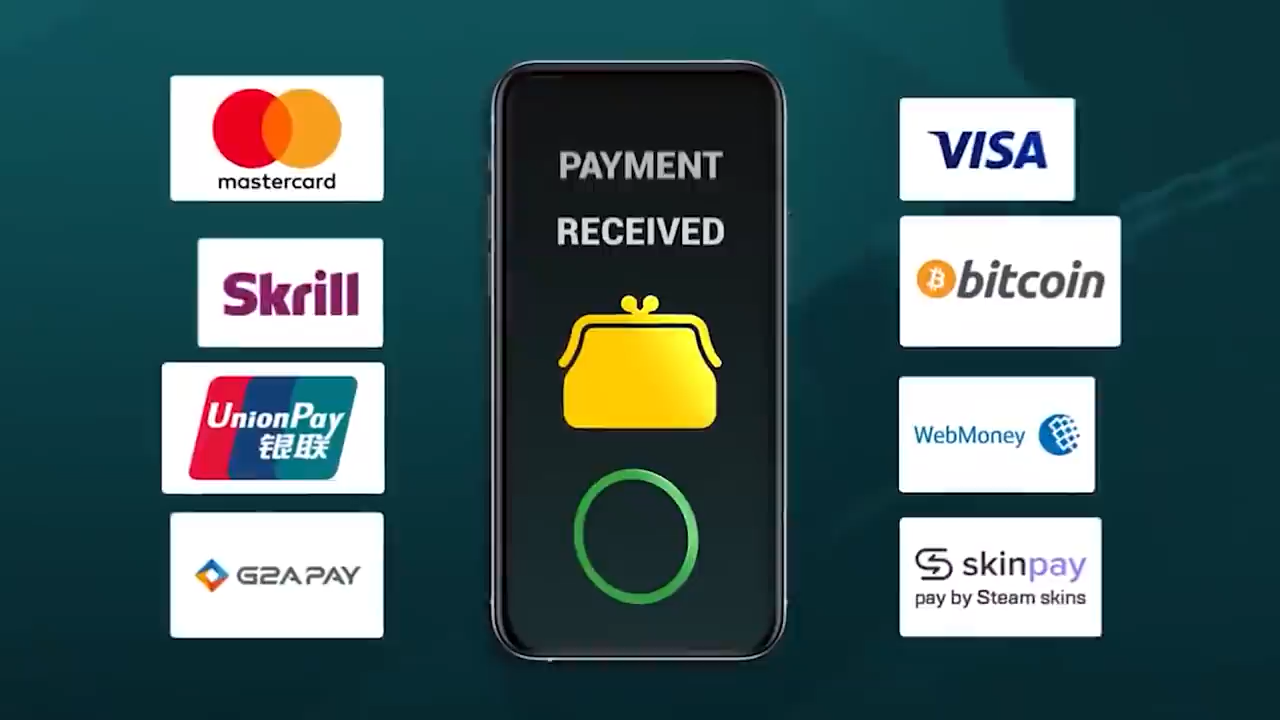 mastercard
Skrill
UnionPay
银联
G2A PAY
PAYMENT
RECEIVED
VISA
bitcoin
WebMoney
skinpay
pay by Steam skins